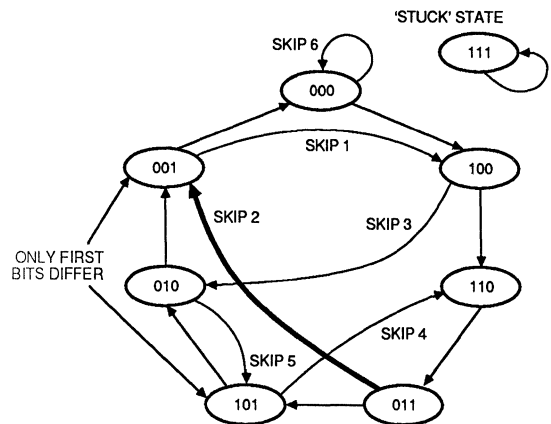 'STUCK' STATE
SKIP 6
111
000
SKIP 1
001
100
SKIP 2
SKIP 3
ONLY FIRST
BITS DIFFER
010
110
SKIP 4
SKIP 5
101
011